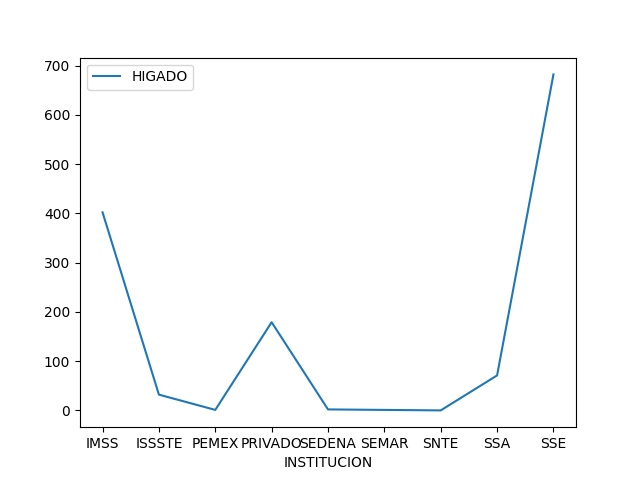 HIGADO
700
600
500
400
300
200
100
0
IMSS ISSSTE PEMEX PRIVADO SEDENA SEMAR SNTE SSA SSE
INSTITUCION